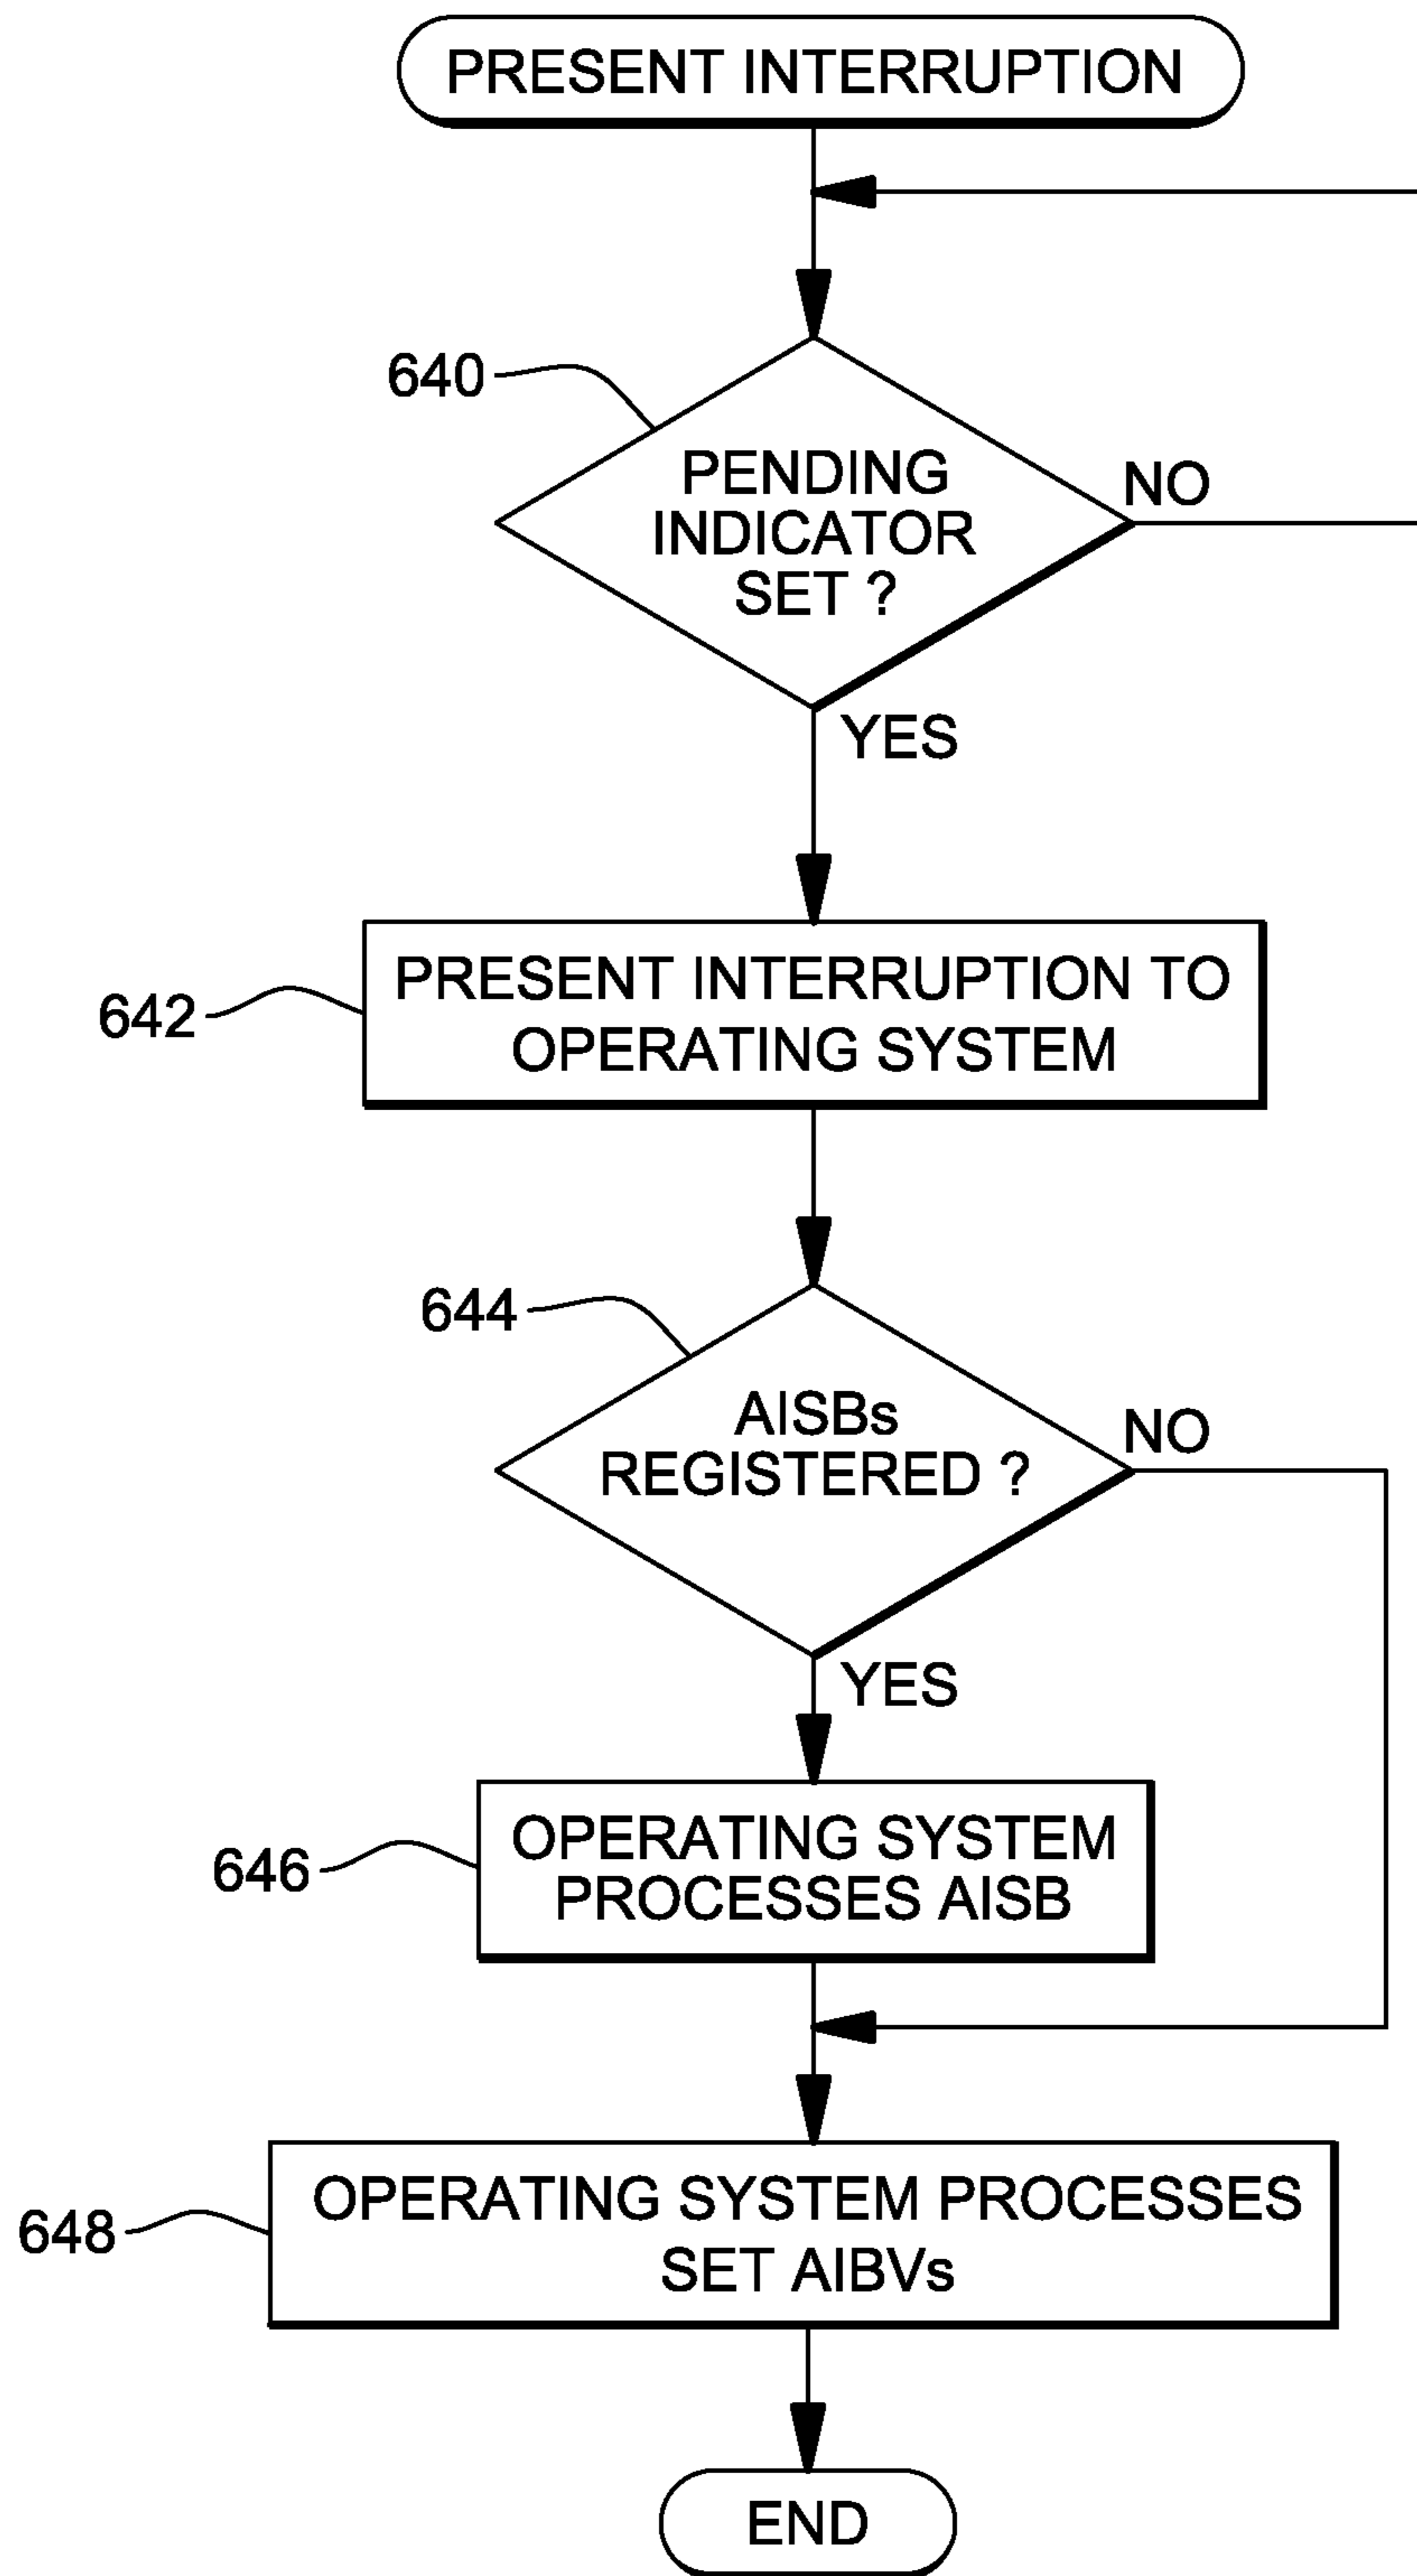 PRESENT INTERRUPTION
640
PENDING
INDICATOR
SET ?
NO
YES
642
PRESENT INTERRUPTION TO
OPERATING SYSTEM
644
AISBs
REGISTERED ?
NO
YES
646
OPERATING SYSTEM
PROCESSES AISB
648
OPERATING SYSTEM PROCESSES
SET AIBVs
END